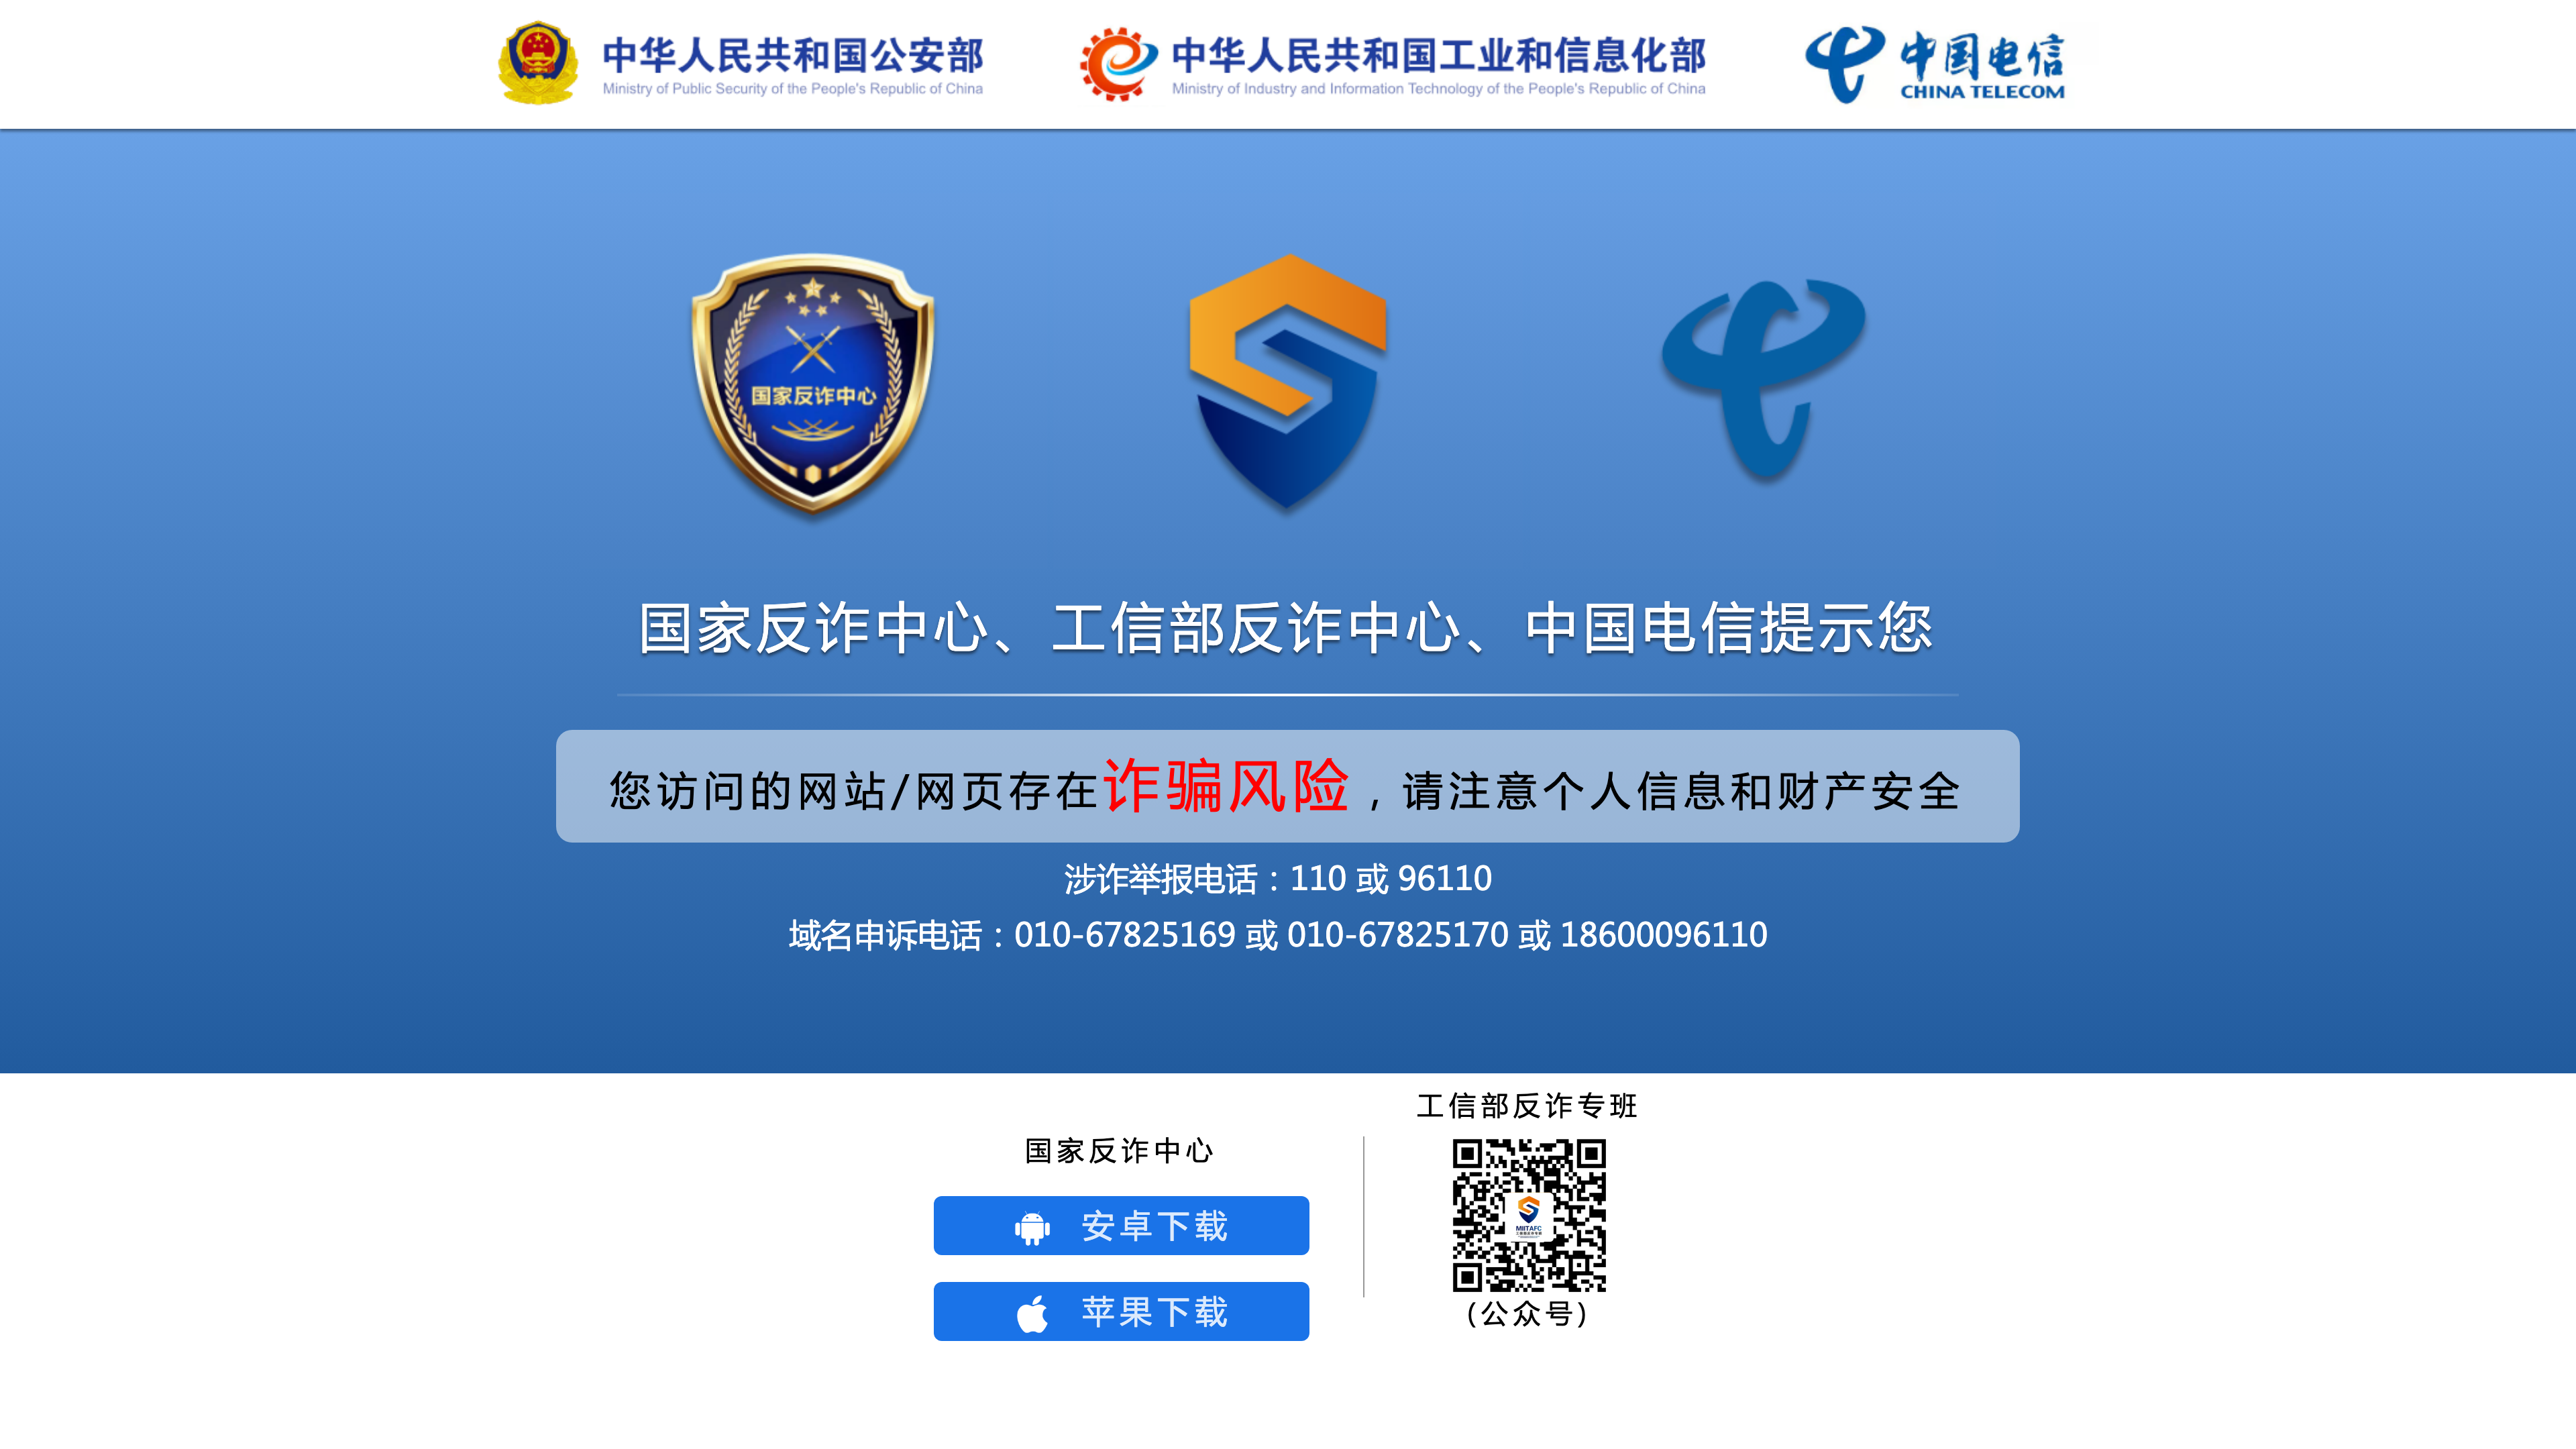 中华人民共和国公安部
Ministry of Public Security of the People's Republic of China
中华人民共和国工业和信息化部
Ministry of Industry and Information Technology of the People's Republic of China
中国电信
CHINA TELECOM
国家反诈中心
国家反诈中心、工信部反诈中心、中国电信提示您
您访问的网站/网页存在诈骗风险，请注意个人信息和财产安全
涉诈举报电话：110 或 96110
域名申诉电话：010-67825169 或 010-67825170 或 18600096110
国家反诈中心
安卓下载
苹果下载
工信部反诈专班
MIITAFC
工信部反诈专班
(公众号)